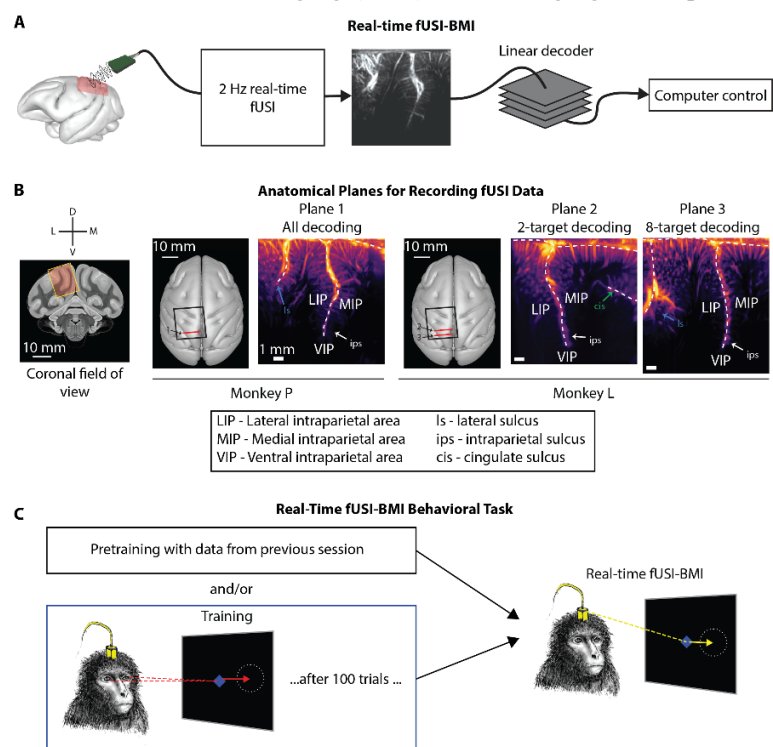 A
Real-time fUSI-BMI
2 Hz real-time
fUSI
Linear decoder
Computer control
B
Anatomical Planes for Recording fUSI Data
D
L
M
V
10 mm
Coronal field of
view
10 mm
Plane 1
All decoding
LIP
MIP
ls
ips
VIP
1 mm
Monkey P
10 mm
Plane 2
2-target decoding
LIP
MIP
cis
ips
VIP
Plane 3
8-target decoding
LIP
MIP
ls
ips
VIP
Monkey L
LIP - Lateral intraparietal area
MIP - Medial intraparietal area
VIP - Ventral intraparietal area
ls - lateral sulcus
ips - intraparietal sulcus
cis - cingulate sulcus
C
Real-Time fUSI-BMI Behavioral Task
Pretraining with data from previous session
and/or
Training
...after 100 trials ...
Real-time fUSI-BMI